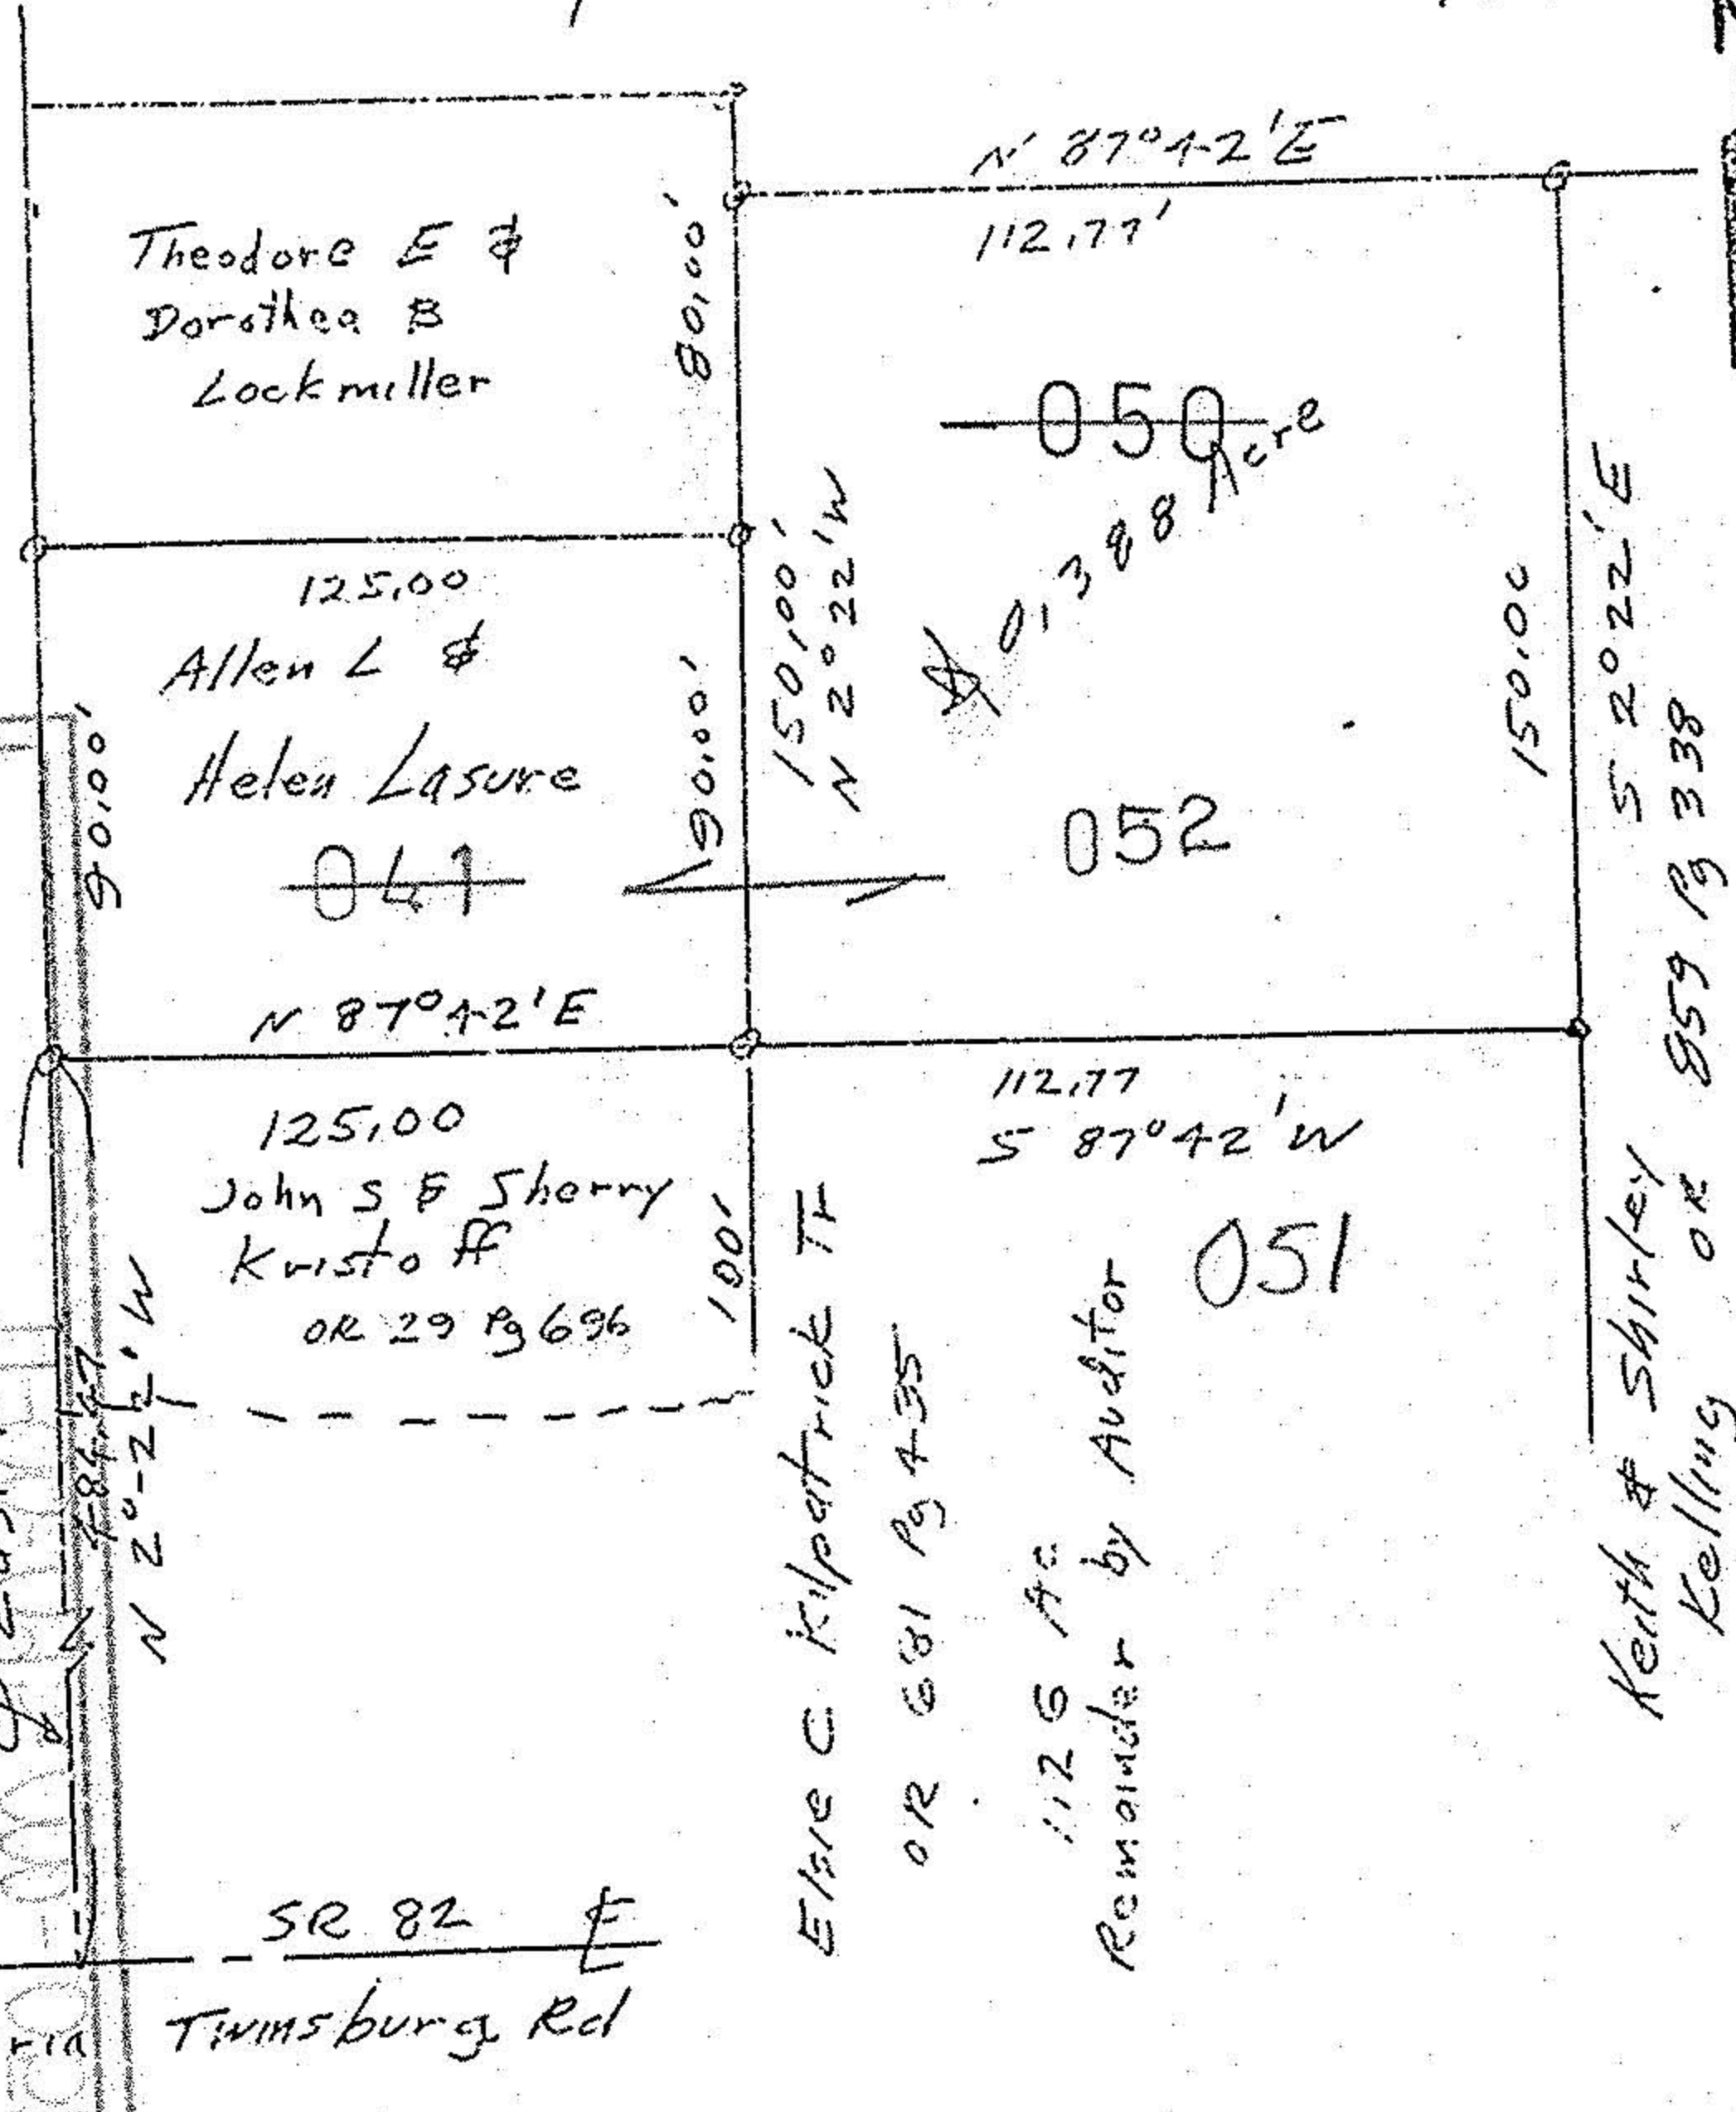 N 87°42'E
112.77'
Theodore E &
Dorothea B
Lockmiller
80.00'
050
0.388 Acre
150.00'
N 2°22'W
052
150.00
S 2°22'E
125.00
Allen L &
Helen Lasure
041
90.00'
90.00'
N 87°42'E
125.00
John S & Sherry
Kristoff
OR 29 Pg 696
100'
112.77
S 87°42'W
051
Elsie C Kilpatrick Tr
OR 681 Pg 435
1.26 Ac
Remainder by Auditor
Keith & Shirley
Kelling OR 859 Pg 338
N 2°-22'W
SR 82 ℄
Twinsburg Rd